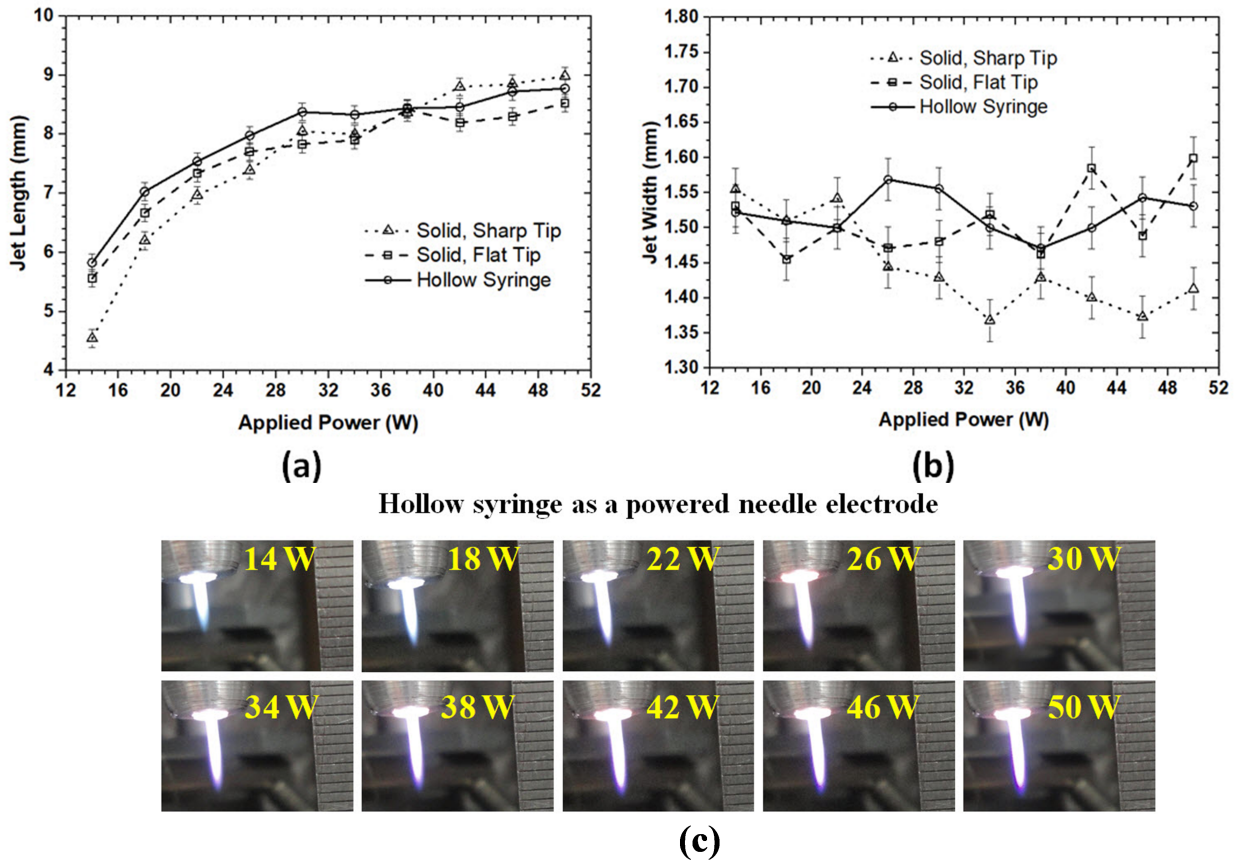 10
9
8
7
6
5
4
Jet Length (mm)
Solid, Sharp Tip
Solid, Flat Tip
Hollow Syringe
12 16 20 24 28 32 36 40 44 48 52
Applied Power (W)
(a)
1.80
1.75
1.70
1.65
1.60
1.55
1.50
1.45
1.40
1.35
1.30
Jet Width (mm)
Solid, Sharp Tip
Solid, Flat Tip
Hollow Syringe
12 16 20 24 28 32 36 40 44 48 52
Applied Power (W)
(b)
Hollow syringe as a powered needle electrode
14 W 18 W 22 W 26 W 30 W
34 W 38 W 42 W 46 W 50 W
(c)